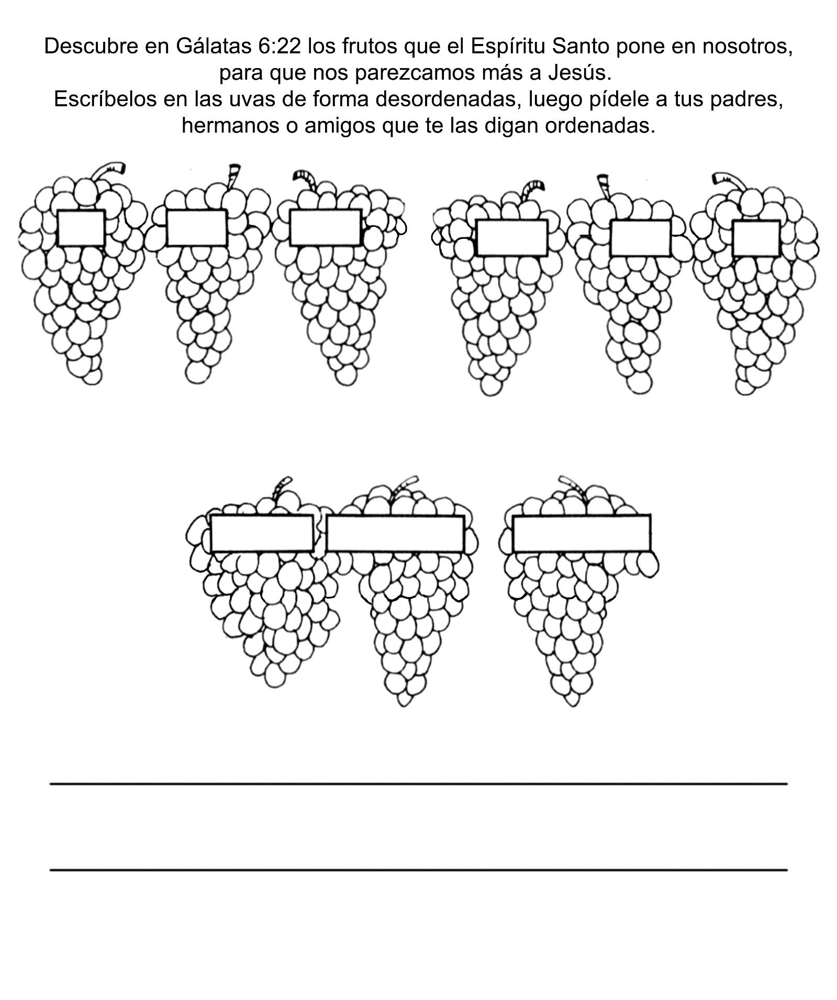 Descubre en Gálatas 6:22 los frutos que el Espíritu Santo pone en nosotros,
para que nos parezcamos más a Jesús.
Escríbelos en las uvas de forma desordenadas, luego pídele a tus padres,
hermanos o amigos que te las digan ordenadas.